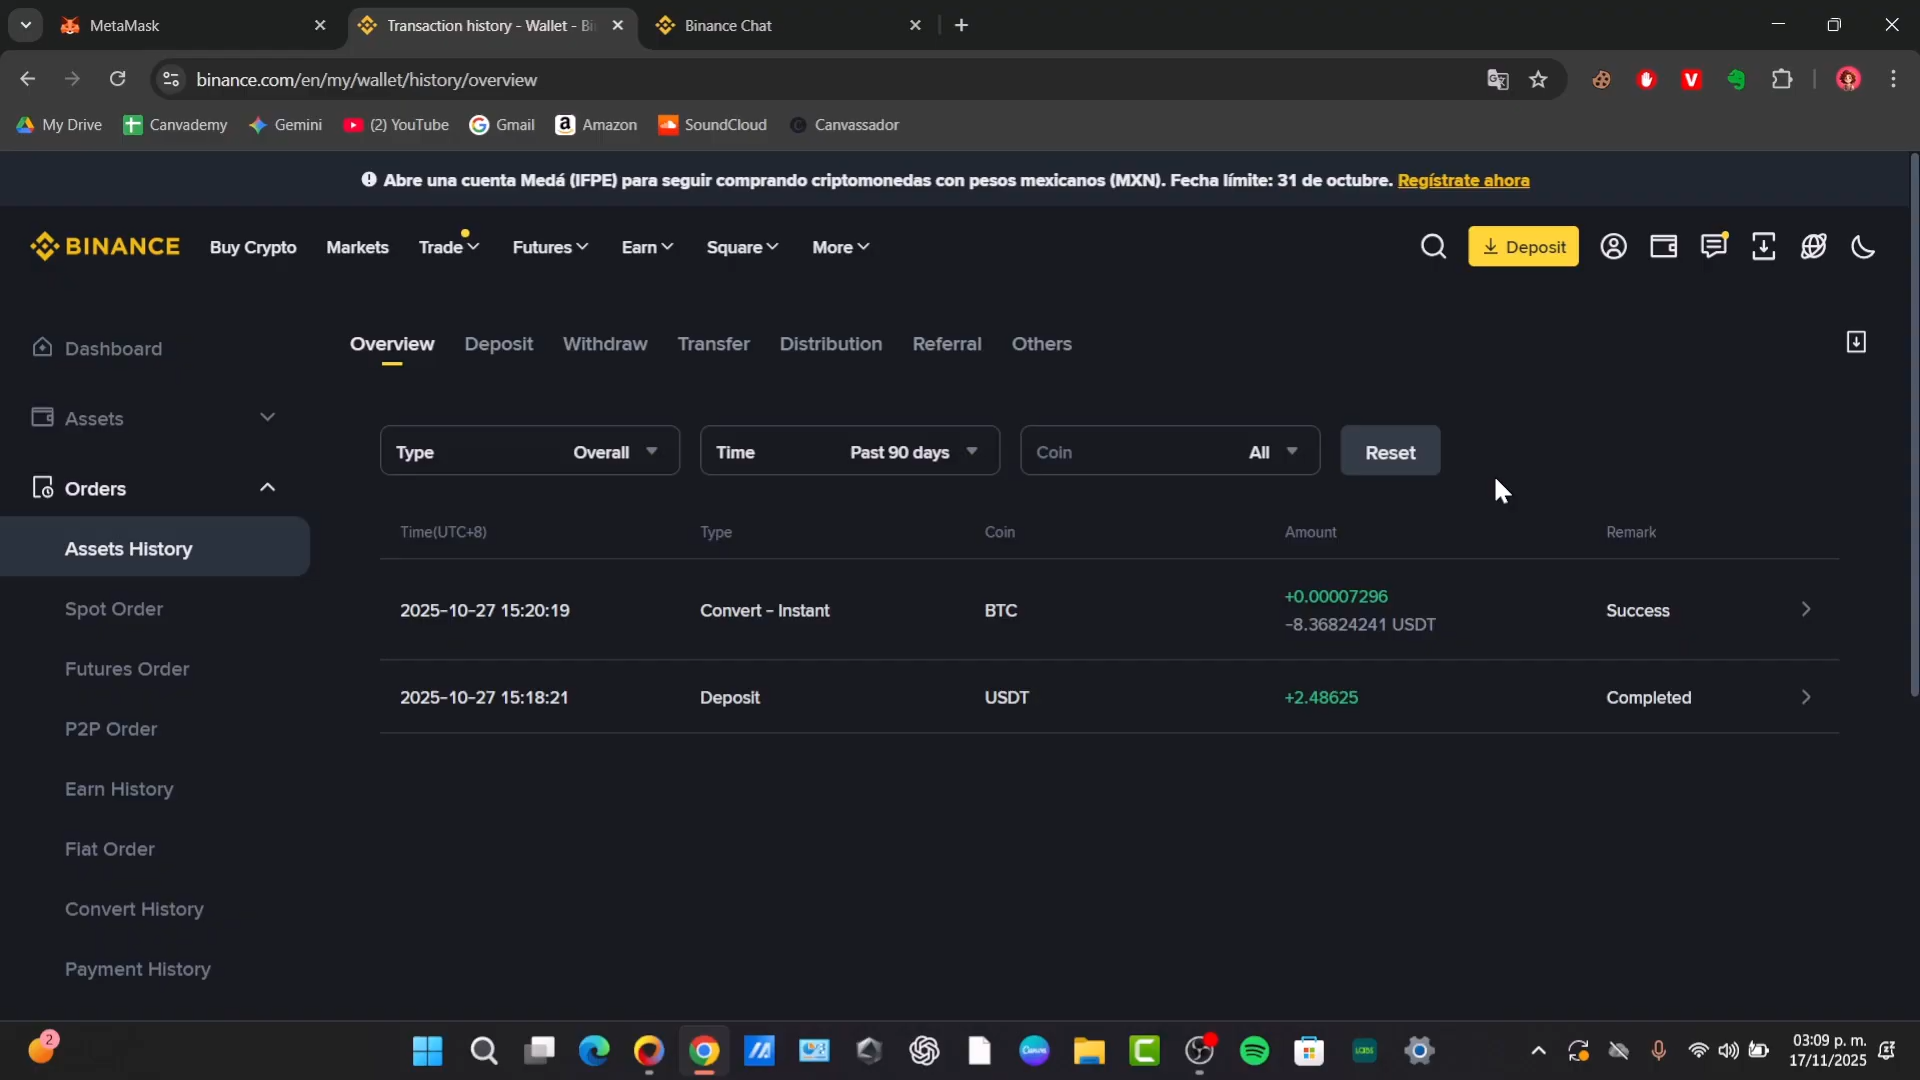 MetaMask
Transaction history - Wallet - Bi
Binance Chat
binance.com/en/my/wallet/history/overview
My Drive
Canvademy
Gemini
(2) YouTube
Gmail
Amazon
SoundCloud
Canvassador
Abre una cuenta Medá (IFPE) para seguir comprando criptomonedas con pesos mexicanos (MXN). Fecha límite: 31 de octubre. Regístrate ahora
BINANCE
Buy Crypto
Markets
Trade
Futures
Earn
Square
More
Deposit
Dashboard
Assets
Orders
Assets History
Spot Order
Futures Order
P2P Order
Earn History
Fiat Order
Convert History
Payment History
Overview
Deposit
Withdraw
Transfer
Distribution
Referral
Others
Type Overall
Time Past 90 days
Coin All
Reset
Time(UTC+8) Type Coin Amount Remark
2025-10-27 15:20:19 Convert - Instant BTC +0.00007296 Success
-8.36824241 USDT
2025-10-27 15:18:21 Deposit USDT +2.48625 Completed
2
Canva
LABS
03:09 p. m.
17/11/2025